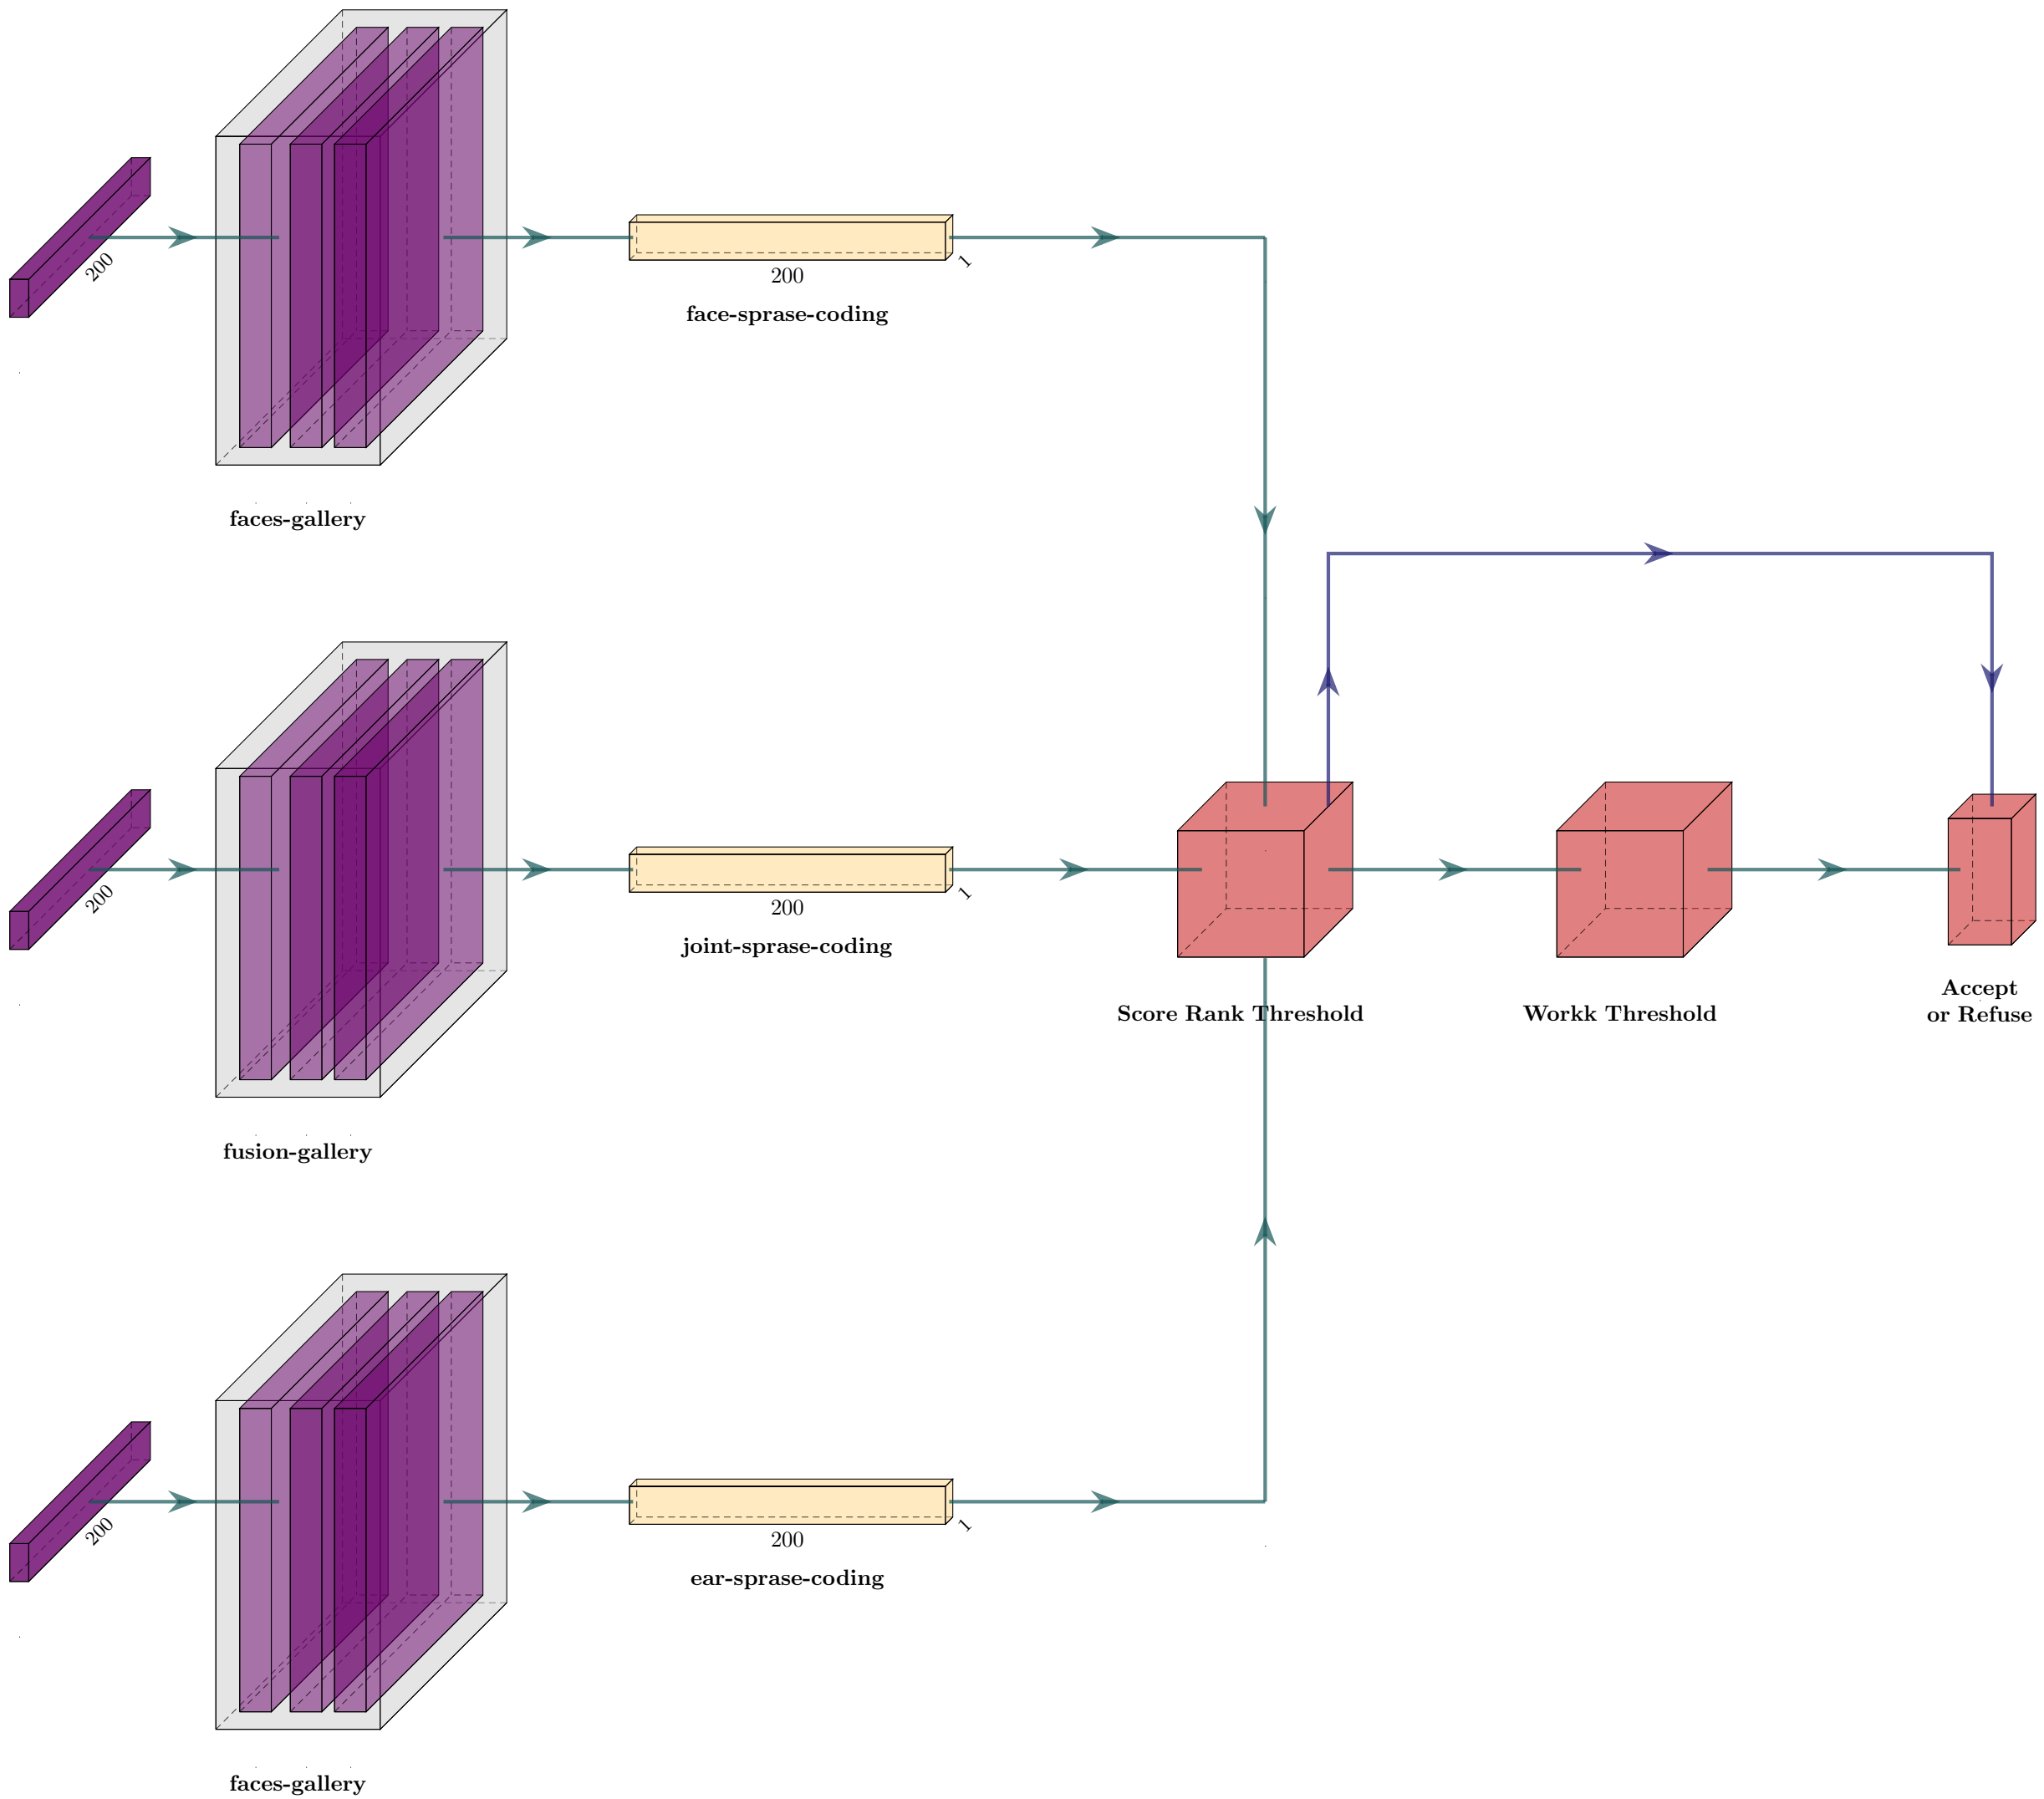 200
200
1
face-sprase-coding
faces-gallery
200
200
1
joint-sprase-coding
Score Rank Threshold
Workk Threshold
Accept
or Refuse
fusion-gallery
200
200
1
ear-sprase-coding
faces-gallery